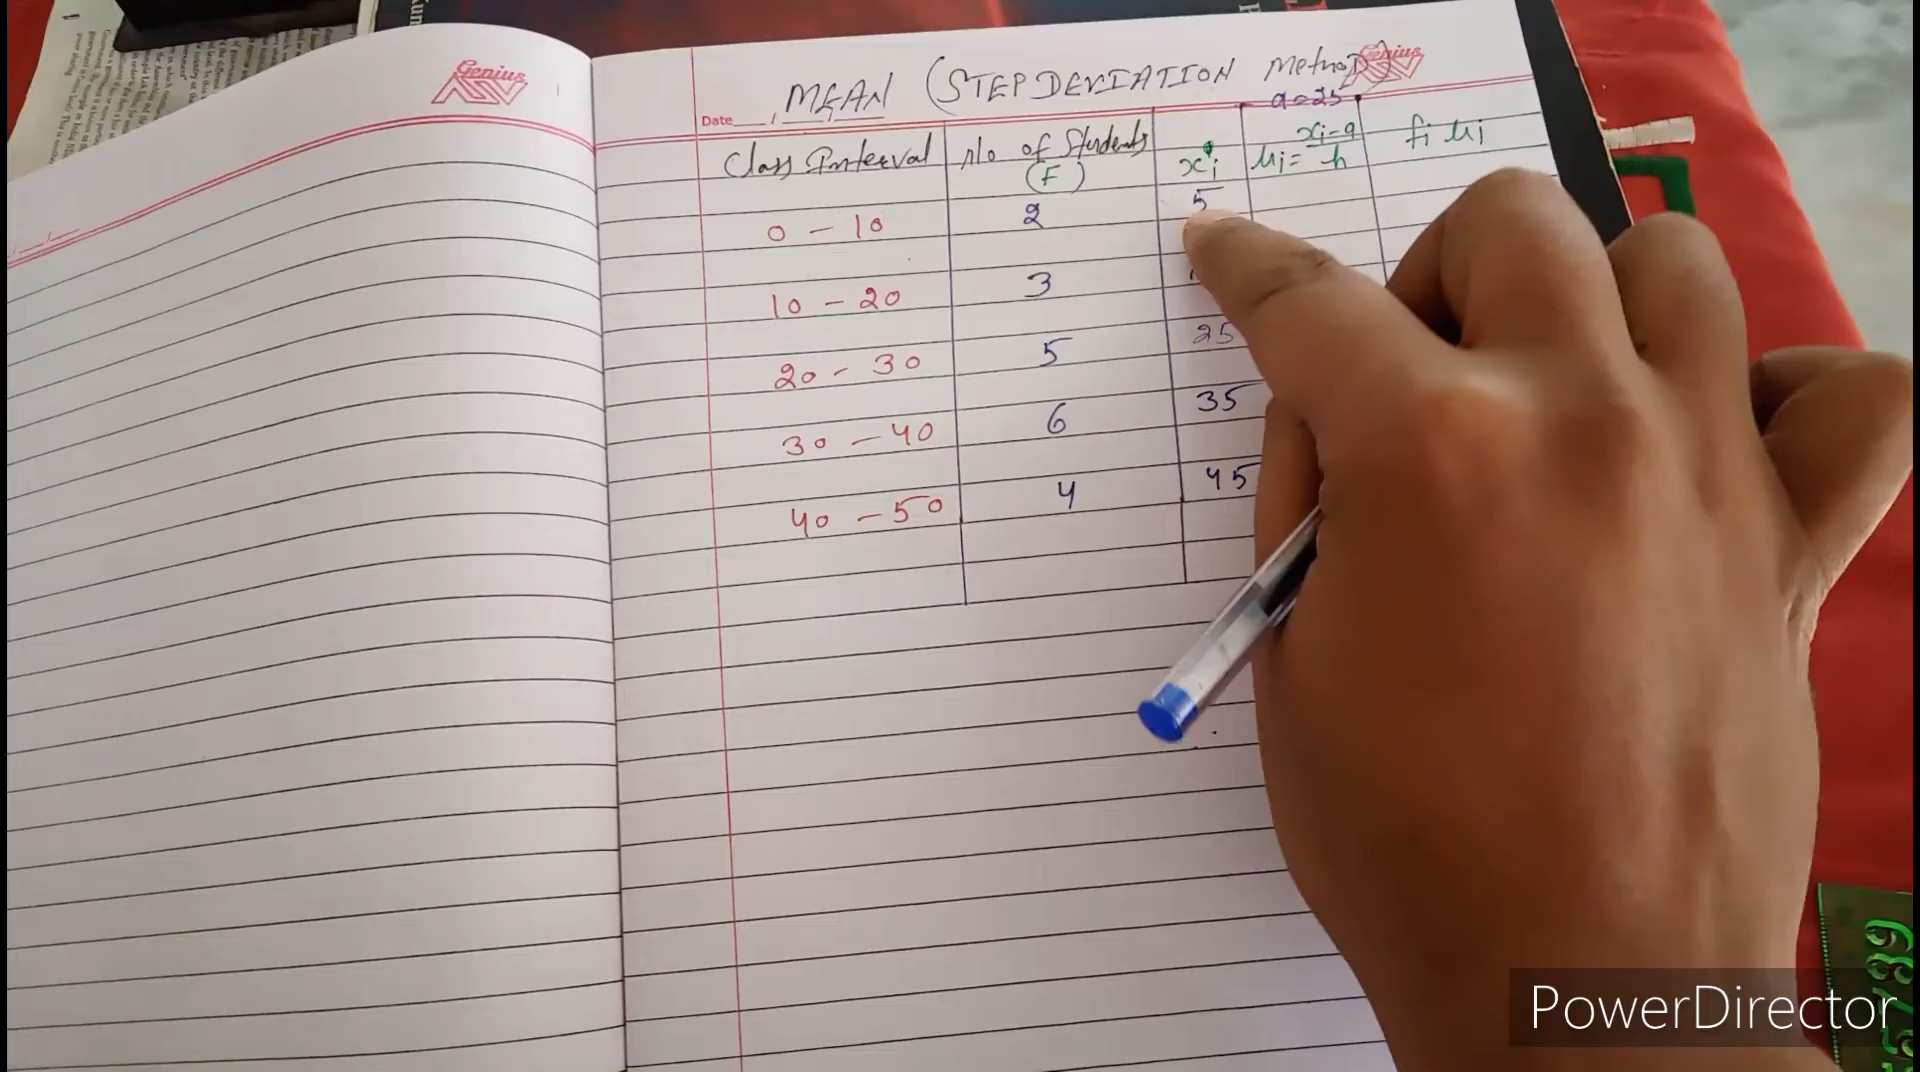 Genius
Genius
MEAN (STEP DEVIATION Method)
Date
a = 25
Class Interval No of Students (F) xi ui = xi-a/h fi ui
0 - 10 2 5
10 - 20 3
20 - 30 5 25
30 - 40 6 35
40 - 50 4 45
PowerDirector